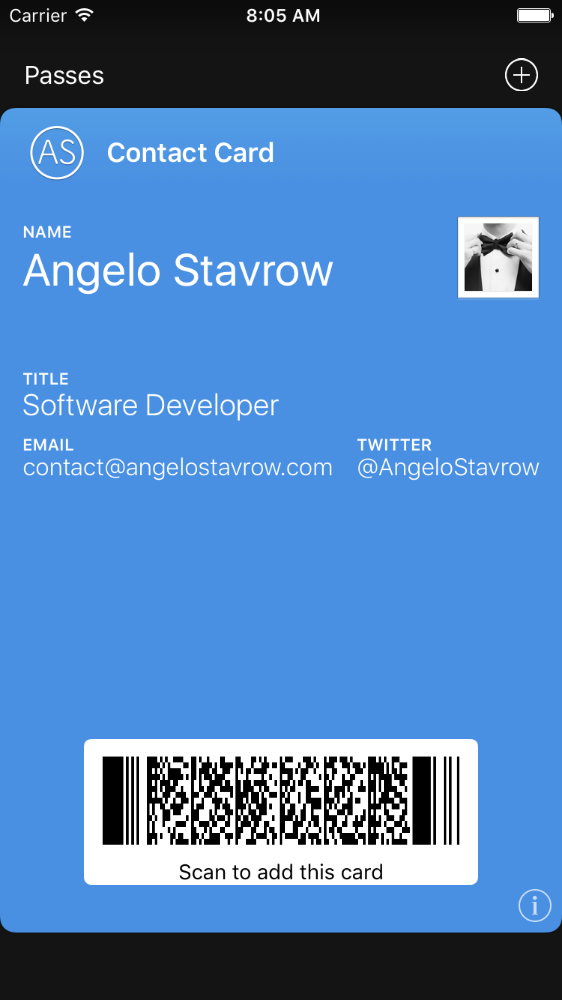 Carrier 8:05 AM
Passes
AS Contact Card
NAME
Angelo Stavrow
TITLE
Software Developer
EMAIL TWITTER
contact@angelostavrow.com @AngeloStavrow
Scan to add this card
i